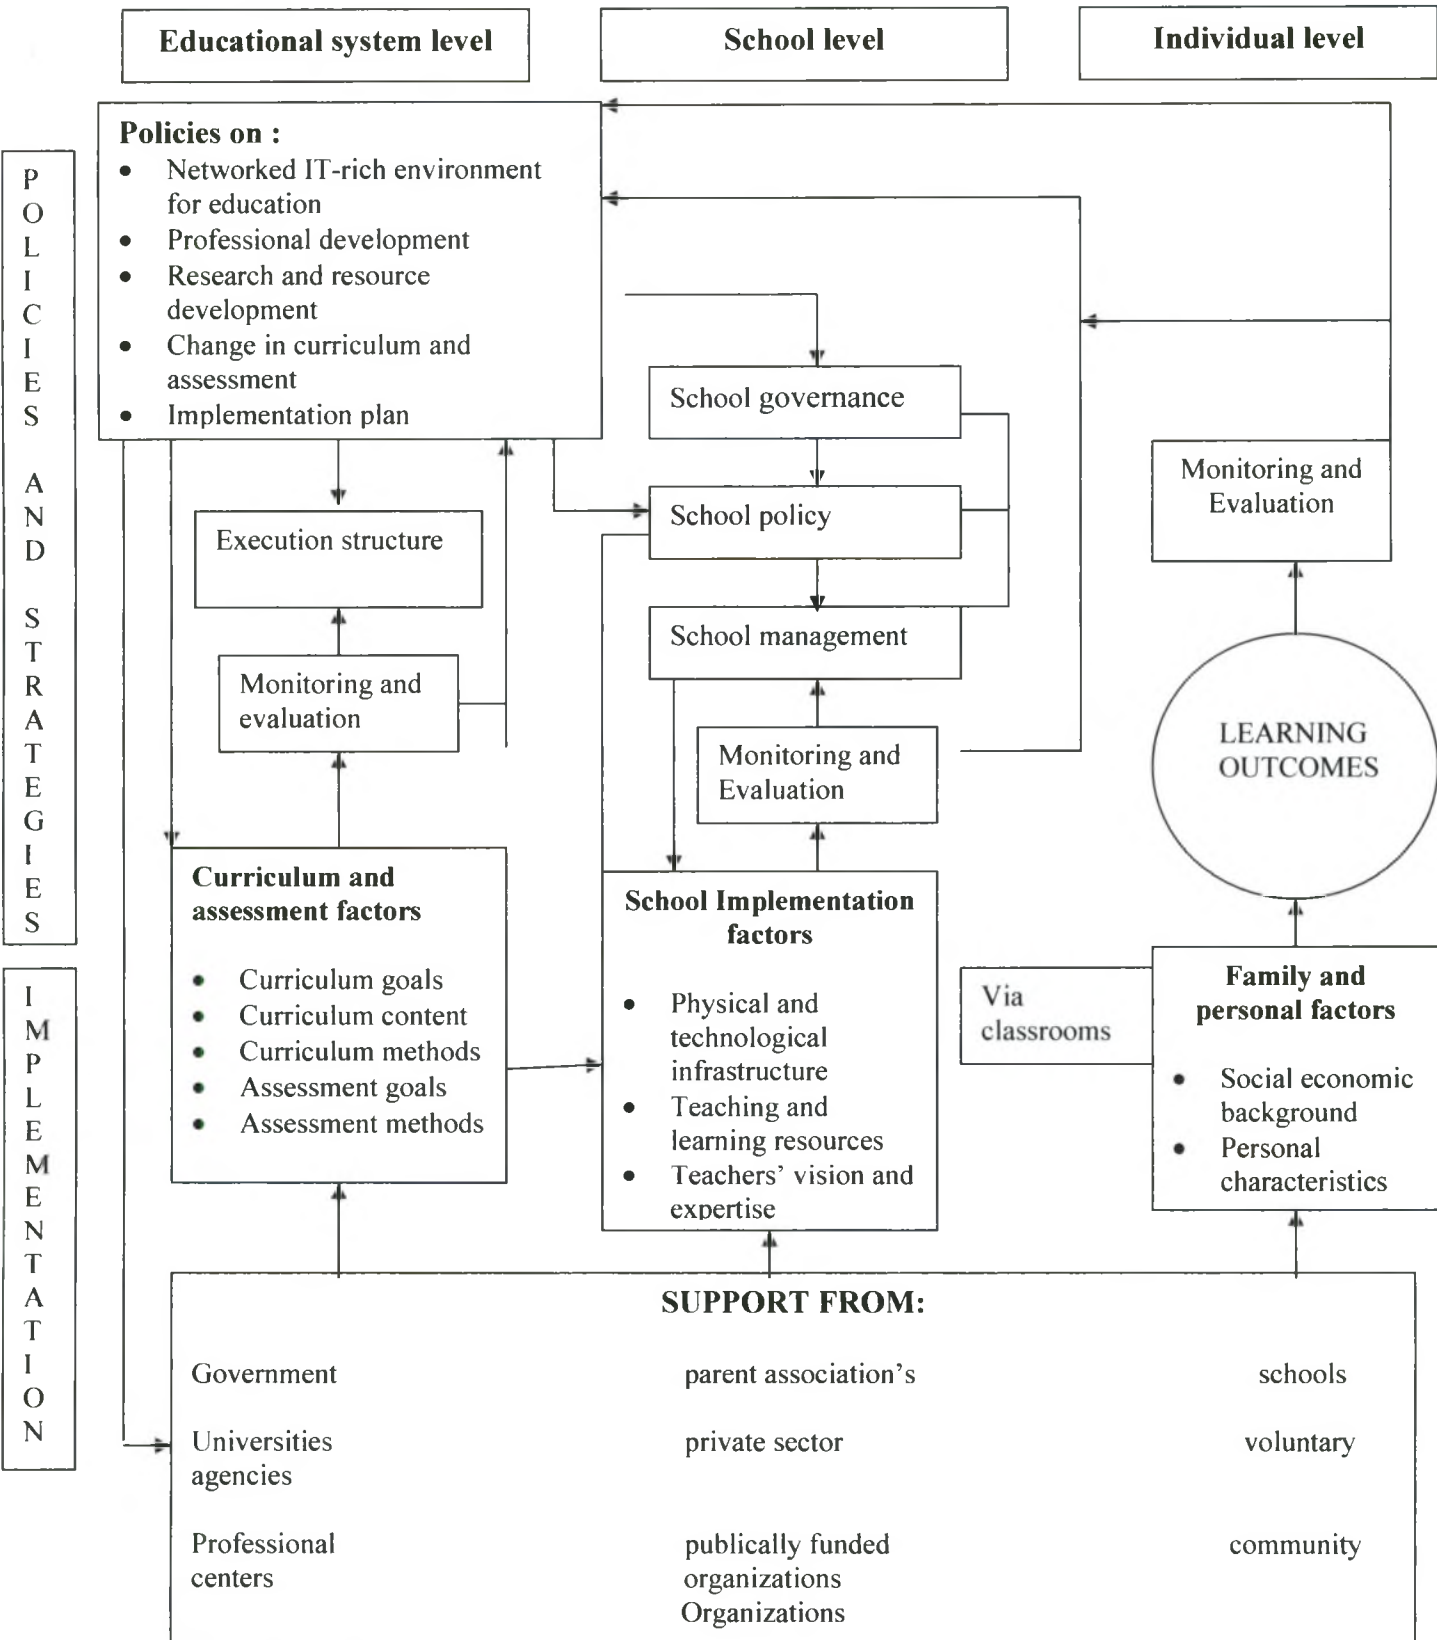 Educational system level
School level
Individual level
POLICIES AND STRATEGIES
IMPLEMENTATION
Policies on :
• Networked IT-rich environment
for education
• Professional development
• Research and resource
development
• Change in curriculum and
assessment
• Implementation plan
Execution structure
Monitoring and
evaluation
Curriculum and
assessment factors
• Curriculum goals
• Curriculum content
• Curriculum methods
• Assessment goals
• Assessment methods
School governance
School policy
School management
Monitoring and
Evaluation
School Implementation
factors
• Physical and
technological
infrastructure
• Teaching and
learning resources
• Teachers' vision and
expertise
Monitoring and
Evaluation
LEARNING
OUTCOMES
Via
classrooms
Family and
personal factors
• Social economic
background
• Personal
characteristics
SUPPORT FROM:
Government parent association's schools
Universities private sector voluntary
agencies
Professional publically funded community
centers organizations
Organizations